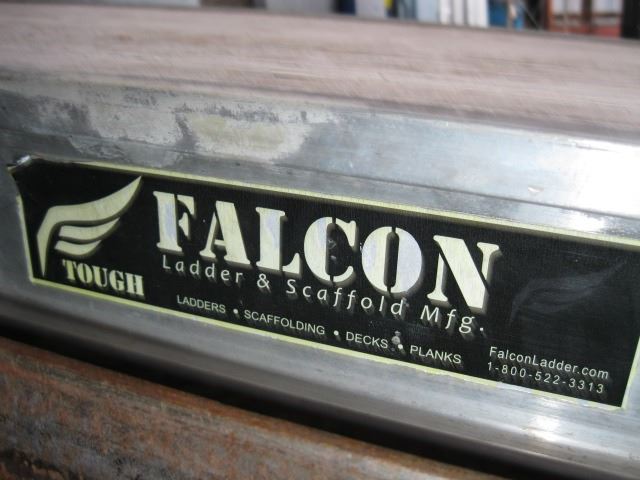 TOUGH
FALCON
Ladder & Scaffold Mfg.
LADDERS • SCAFFOLDING • DECKS • PLANKS
FalconLadder.com
1-800-522-3313